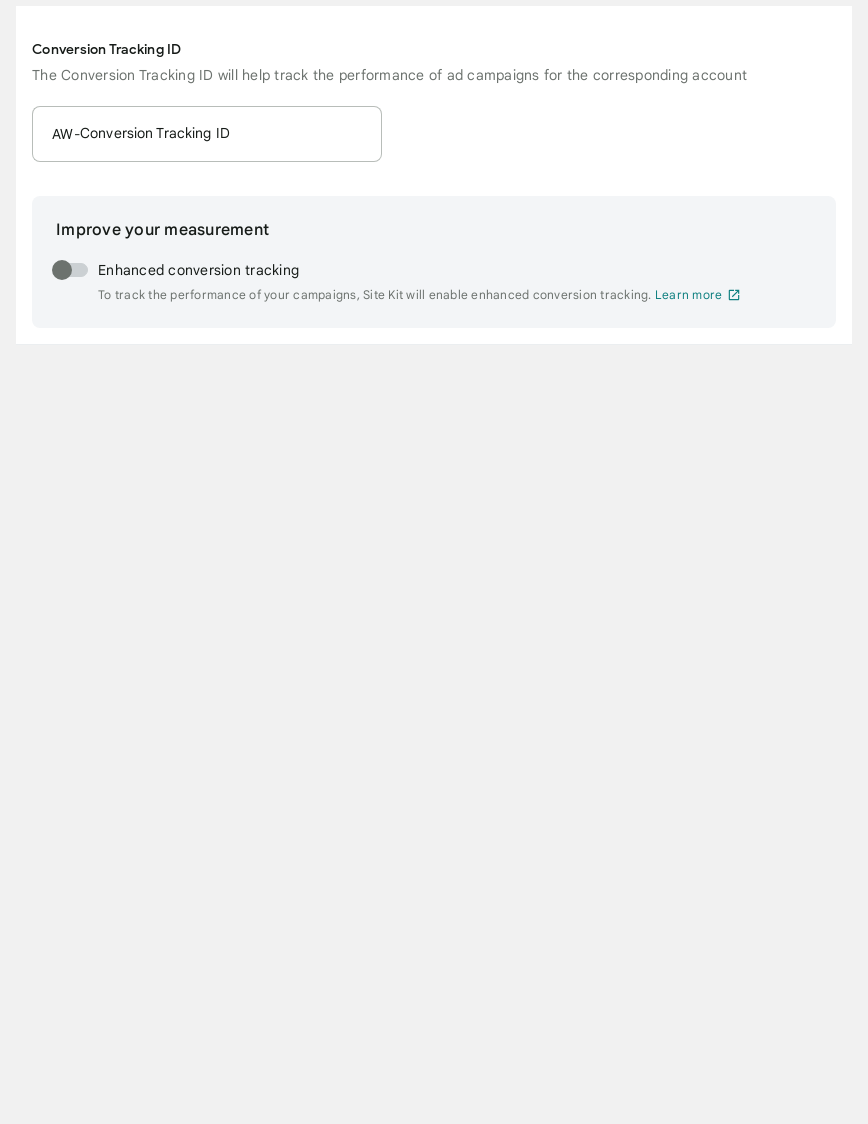 Conversion Tracking ID
The Conversion Tracking ID will help track the performance of ad campaigns for the corresponding account
AW-Conversion Tracking ID
Improve your measurement
Enhanced conversion tracking
To track the performance of your campaigns, Site Kit will enable enhanced conversion tracking. Learn more